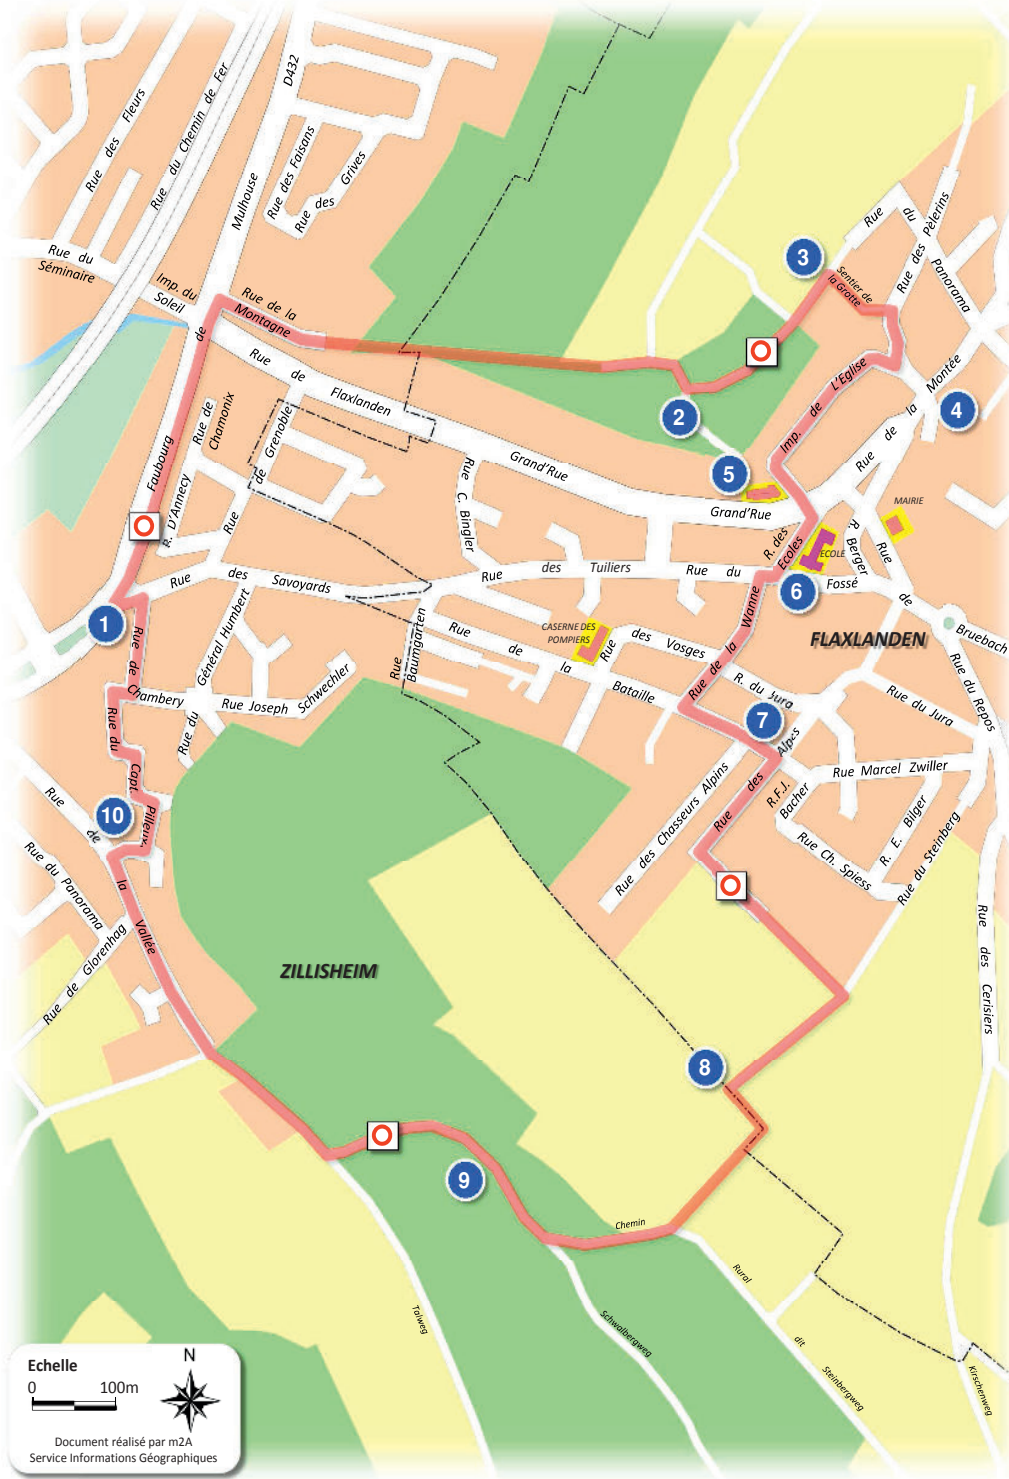 D432
Rue des Fleurs
Rue du Chemin de Fer
Mulhouse
Rue des Faisans
Rue des Grives
Rue du
Séminaire
Imp. du
Soleil
Rue de la
Montagne
de
Faubourg
Rue de Flaxlanden
Rue de
Chamonix
R. D'Annecy
Rue de Grenoble
Grand'Rue
Rue C. Bingler
Grand'Rue
3
Sentier de
la Grotte
Rue du Panorama
Rue des Pèlerins
Imp. de L'Eglise
Rue de la Montée
2
4
5
MAIRIE
R. des
Ecoles
ECOLE
R. Berger
Rue de
6
Rue du Fossé
Rue des Tuiliers
Rue des Savoyards
1
Rue de
Chambery
Général Humbert
Rue du
Rue Joseph Schwechler
Rue
Baumgarten
CASERNE DES
POMPIERS
Rue des Vosges
Rue de la Bataille
Rue de la Wanne
FLAXLANDEN
Bruebach
Rue du Repos
R. du Jura
Rue du Jura
7
Rue des Alpes
Rue des Chasseurs Alpins
R.F.J.
Bacher
Rue Marcel Zwiller
Rue Ch. Spiess
R. E. Bilger
Rue du Steinberg
Rue des Cerisiers
Rue du Capt. Pilleux
10
Rue de la Vallée
Rue du Panorama
Rue de Glorenhag
ZILLISHEIM
8
9
Chemin
Rural
dit
Steinbergweg
Talweg
Schwalbergweg
Kirschenweg
Echelle
0 100m
N
Document réalisé par m2A
Service Informations Géographiques